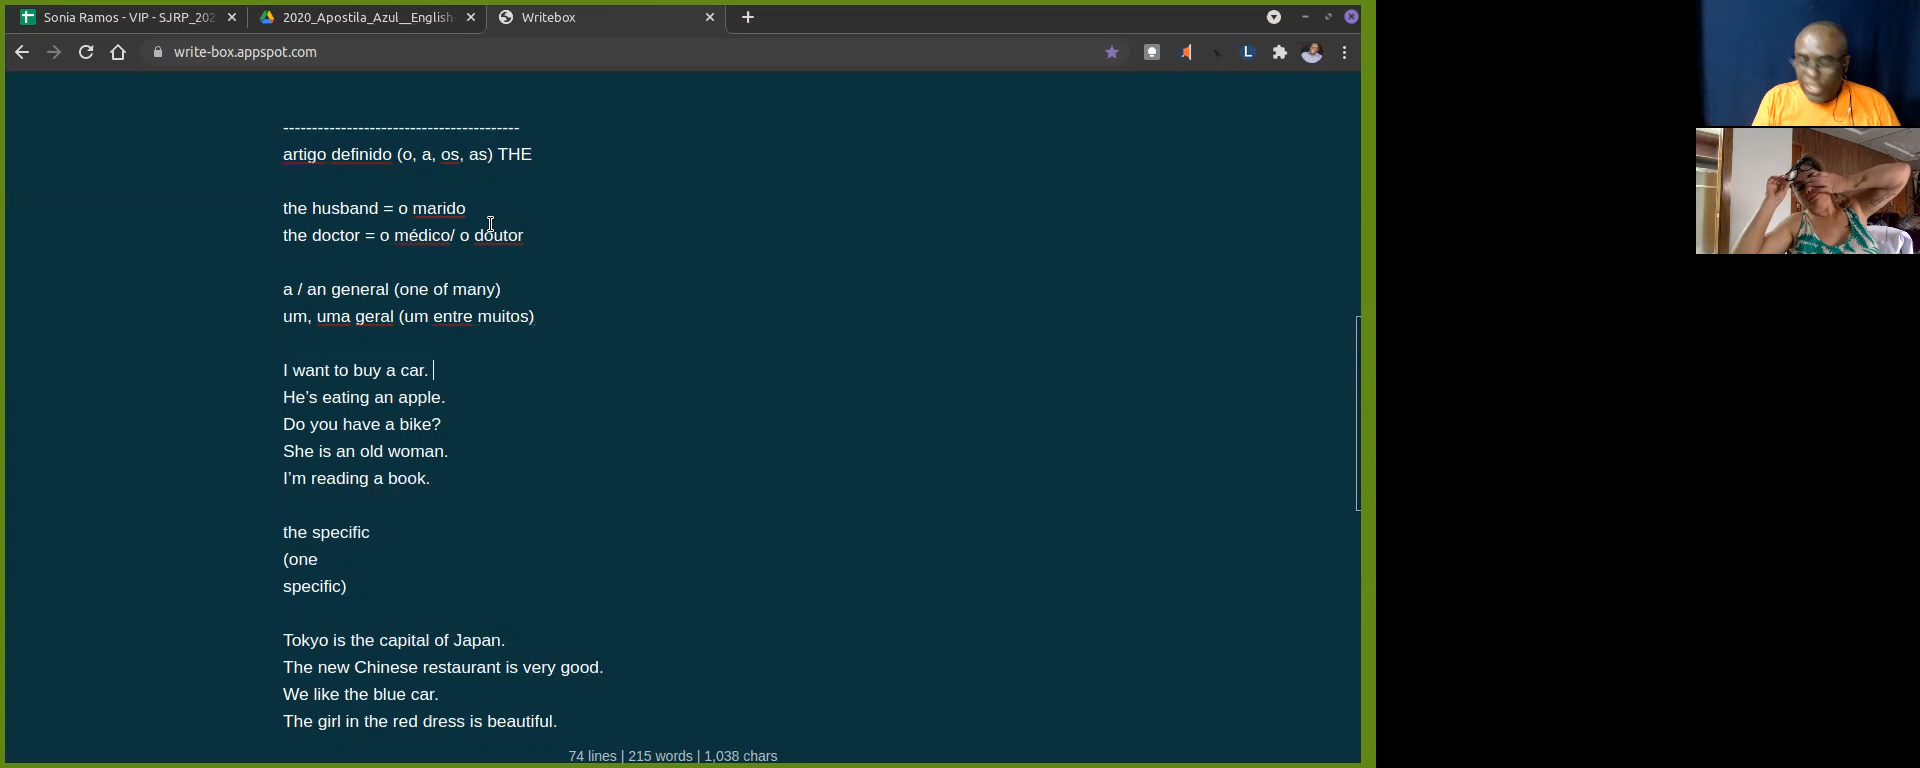 Sonia Ramos - VIP - SJRP_202
2020_Apostila_Azul__English
Writebox
write-box.appspot.com
-----------------------------------------
artigo definido (o, a, os, as) THE
the husband = o marido
the doctor = o médico/ o doutor
a / an general (one of many)
um, uma geral (um entre muitos)
I want to buy a car.
He’s eating an apple.
Do you have a bike?
She is an old woman.
I’m reading a book.
the specific
(one
specific)
Tokyo is the capital of Japan.
The new Chinese restaurant is very good.
We like the blue car.
The girl in the red dress is beautiful.
74 lines | 215 words | 1,038 chars